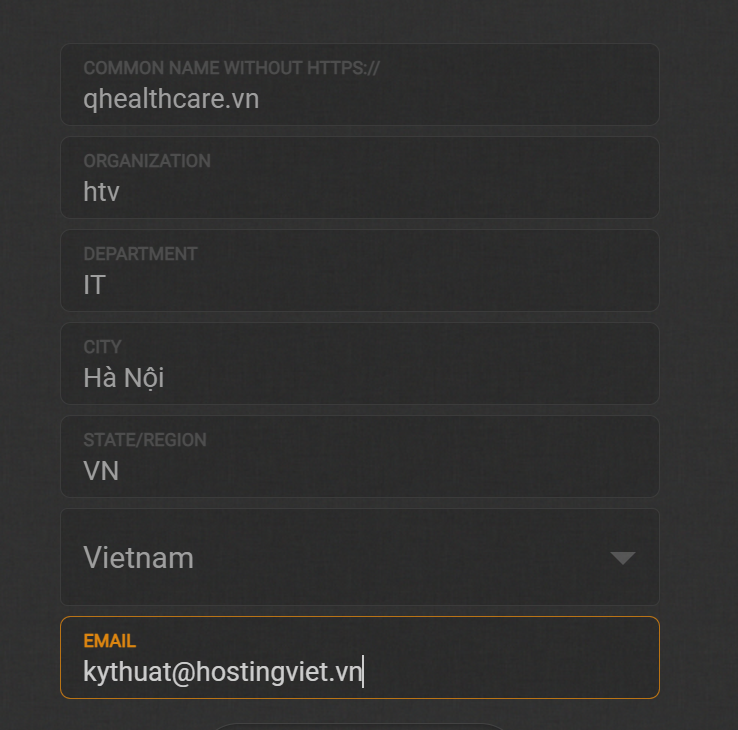 COMMON NAME WITHOUT HTTPS://
qhealthcare.vn
ORGANIZATION
htv
DEPARTMENT
IT
CITY
Hà Nội
STATE/REGION
VN
Vietnam
EMAIL
kythuat@hostingviet.vn